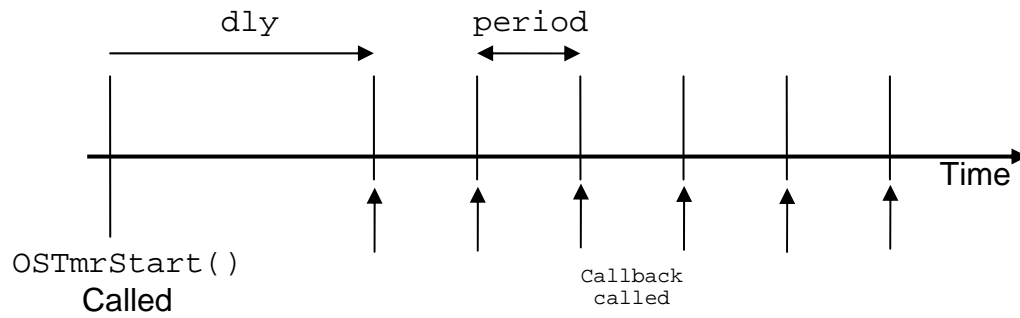 dly
period
Time
OSTmrStart()
Called
Callback
called